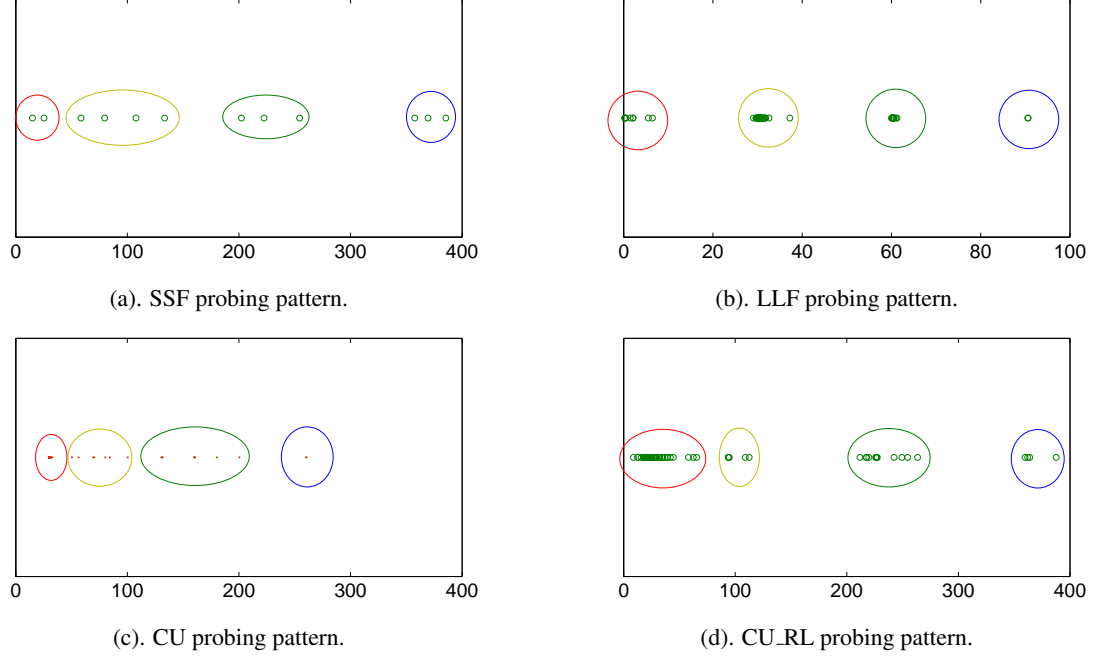 0 100 200 300 400
0 20 40 60 80 100
(a). SSF probing pattern.
(b). LLF probing pattern.
0 100 200 300 400
0 100 200 300 400
(c). CU probing pattern.
(d). CU_RL probing pattern.